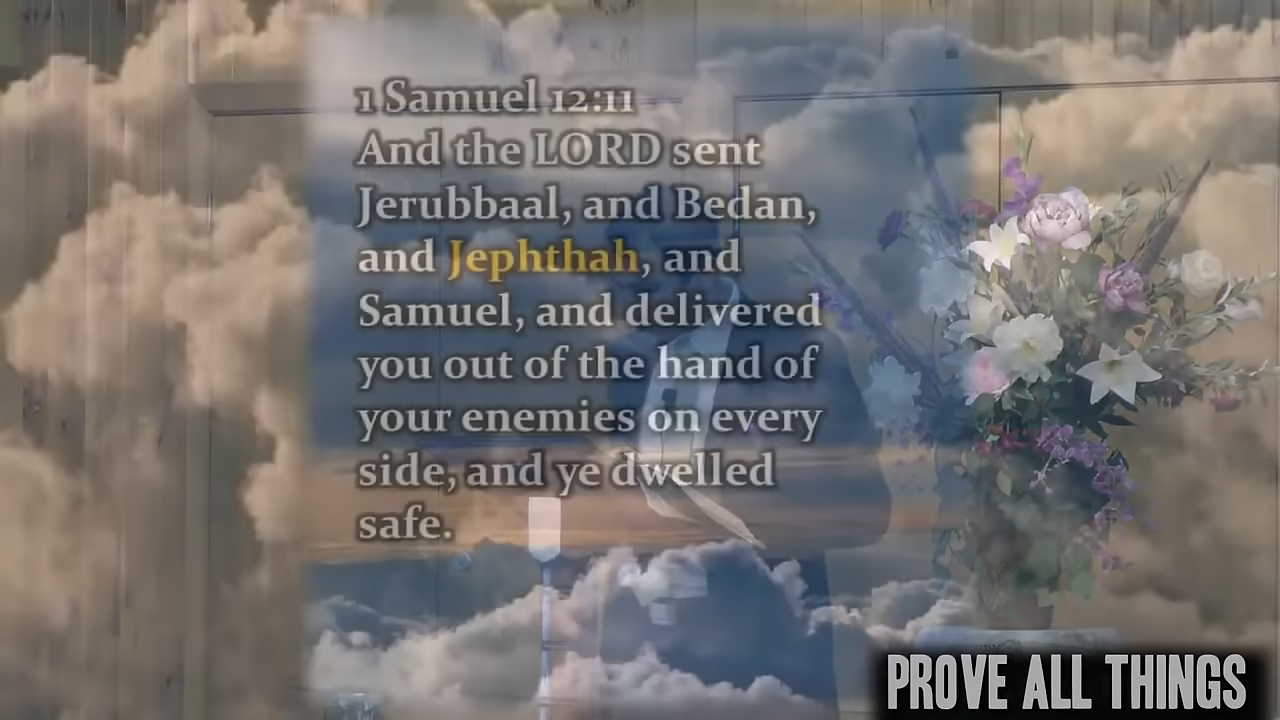 1 Samuel 12:11
And the LORD sent
Jerubbaal, and Bedan,
and Jephthah, and
Samuel, and delivered
you out of the hand of
your enemies on every
side, and ye dwelled
safe.
PROVE ALL THINGS